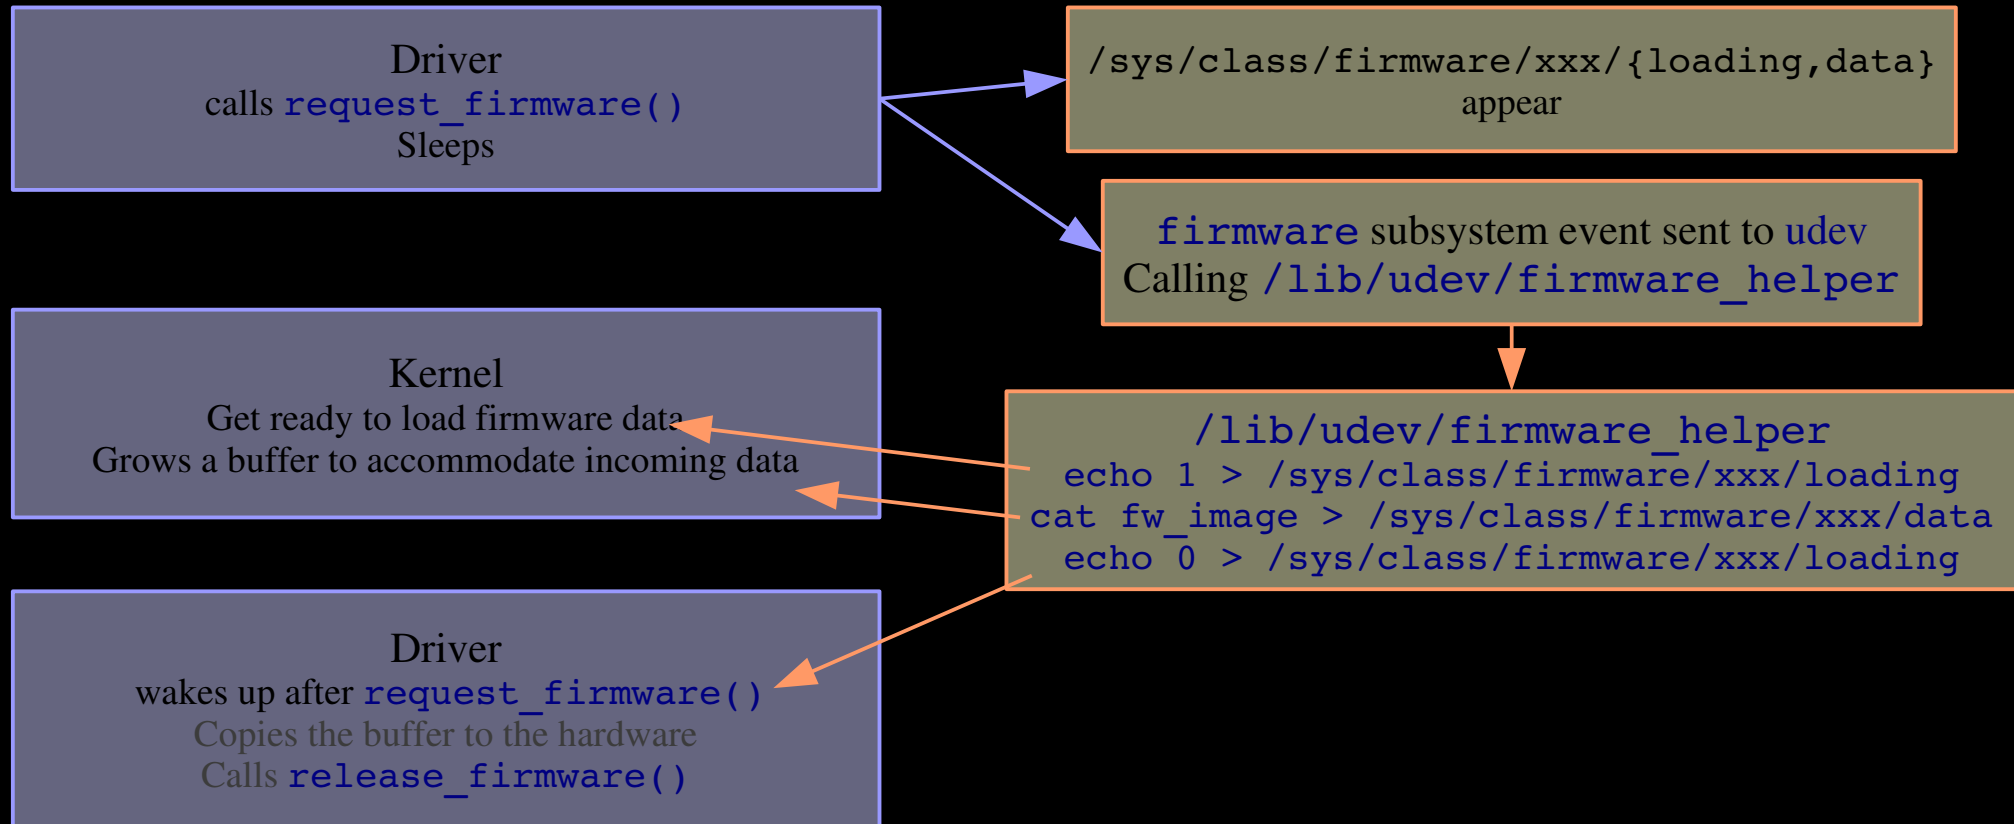 Driver
calls request_firmware()
Sleeps
/sys/class/firmware/xxx/{loading,data}
appear
firmware subsystem event sent to udev
Calling /lib/udev/firmware_helper
Kernel
Get ready to load firmware data
Grows a buffer to accommodate incoming data
/lib/udev/firmware_helper
echo 1 > /sys/class/firmware/xxx/loading
cat fw_image > /sys/class/firmware/xxx/data
echo 0 > /sys/class/firmware/xxx/loading
Driver
wakes up after request_firmware()
Copies the buffer to the hardware
Calls release_firmware()